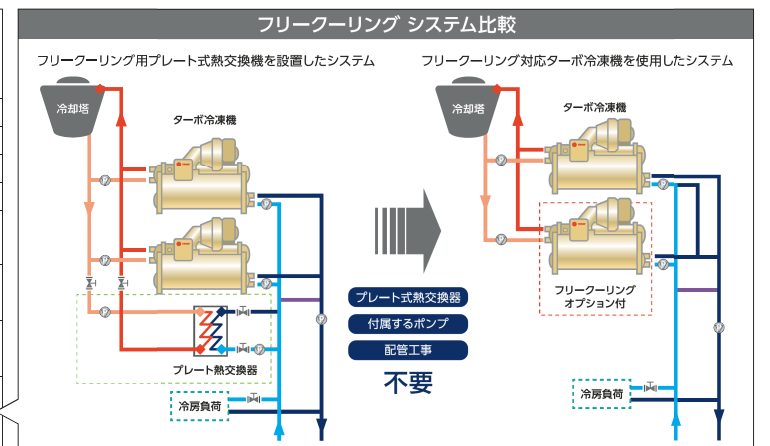 フリークーリング システム比較
フリークーリング用プレート式熱交換機を設置したシステム
冷却塔
ターボ冷凍機
プレート熱交換器
冷房負荷
プレート式熱交換器
付属するポンプ
配管工事
不要
フリークーリング対応ターボ冷凍機を使用したシステム
冷却塔
ターボ冷凍機
フリークーリング
オプション付
冷房負荷